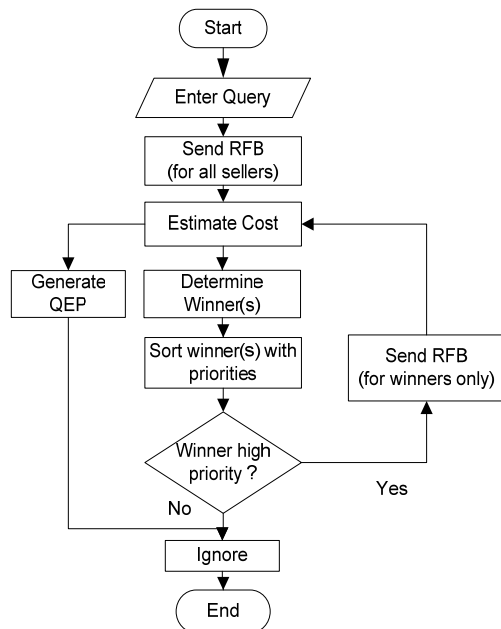 Start
Enter Query
Send RFB
(for all sellers)
Estimate Cost
Generate
QEP
Determine
Winner(s)
Sort winner(s) with
priorities
Send RFB
(for winners only)
Winner high
priority ?
Yes
No
Ignore
End